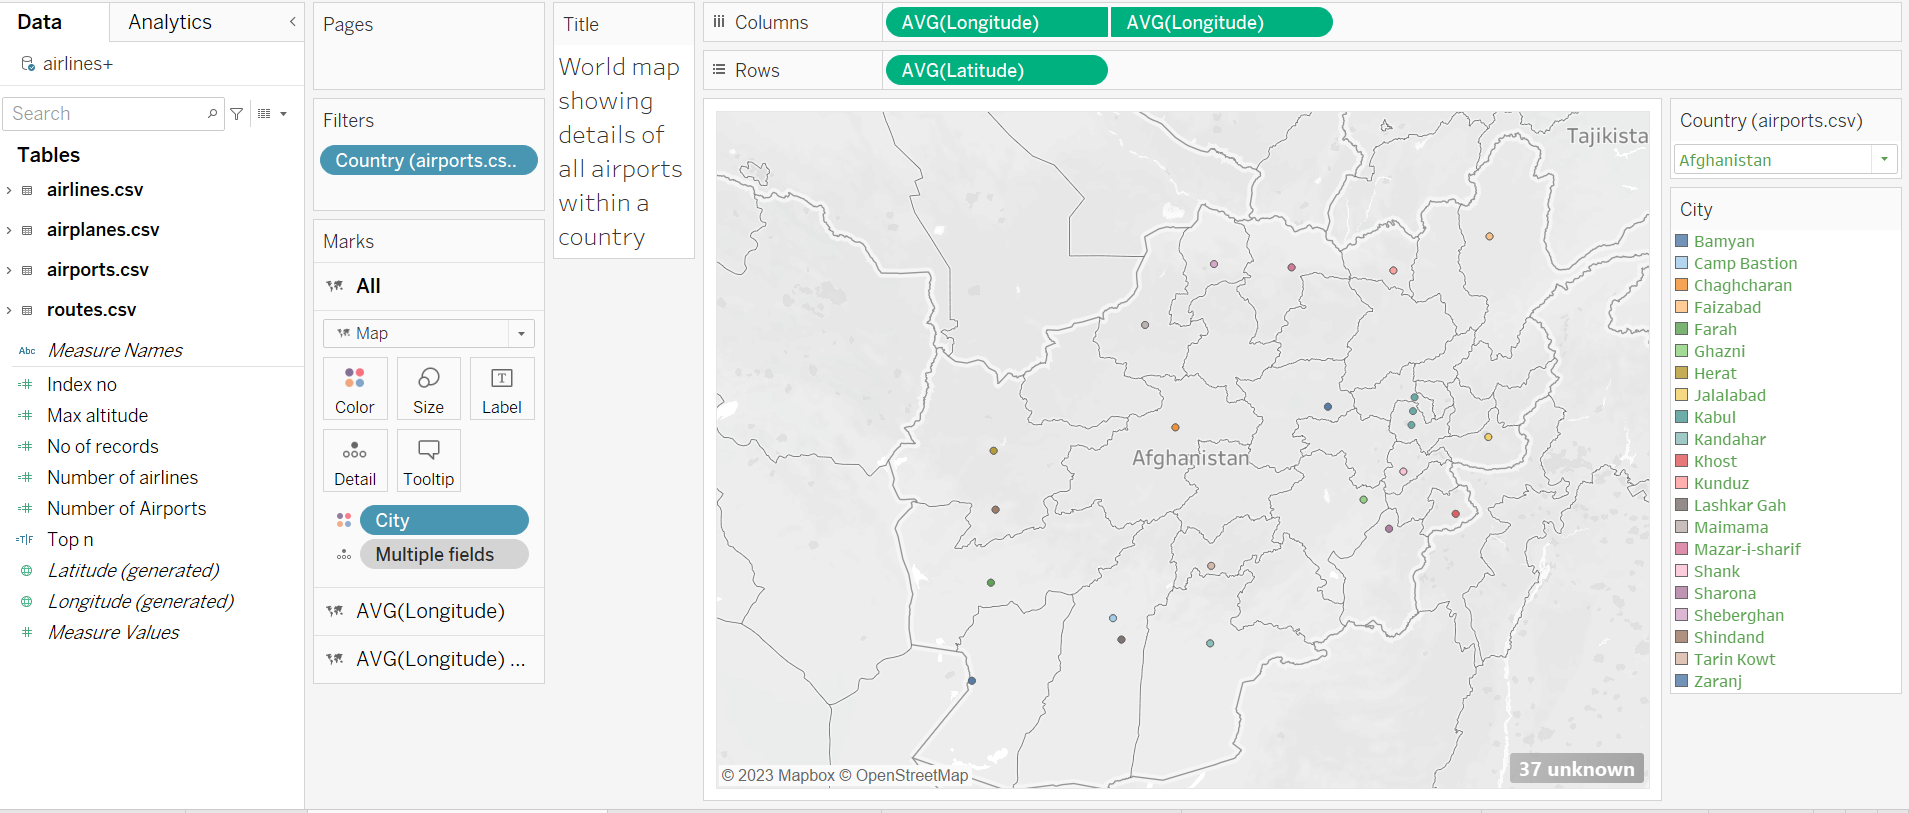 Data
Analytics
airlines+
Search
Tables
airlines.csv
airplanes.csv
airports.csv
routes.csv
Abc Measure Names
Index no
Max altitude
No of records
Number of airlines
Number of Airports
T|F Top n
Latitude (generated)
Longitude (generated)
Measure Values
Pages
Filters
Country (airports.cs..
Marks
All
Map
Color
Size
Label
Detail
Tooltip
City
Multiple fields
AVG(Longitude)
AVG(Longitude) ...
Title
World map
showing
details of
all airports
within a
country
Columns
AVG(Longitude)
AVG(Longitude)
Rows
AVG(Latitude)
Tajikista
Afghanistan
© 2023 Mapbox © OpenStreetMap
37 unknown
Country (airports.csv)
Afghanistan
City
Bamyan
Camp Bastion
Chaghcharan
Faizabad
Farah
Ghazni
Herat
Jalalabad
Kabul
Kandahar
Khost
Kunduz
Lashkar Gah
Maimama
Mazar-i-sharif
Shank
Sharona
Sheberghan
Shindand
Tarin Kowt
Zaranj